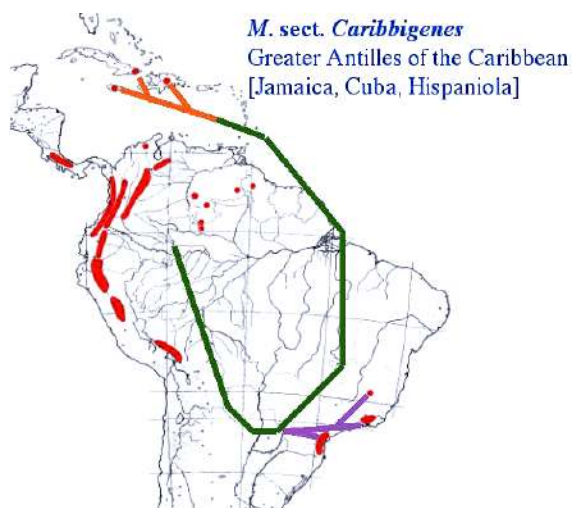 M. sect. Caribbigenes
Greater Antilles of the Caribbean
[Jamaica, Cuba, Hispaniola]